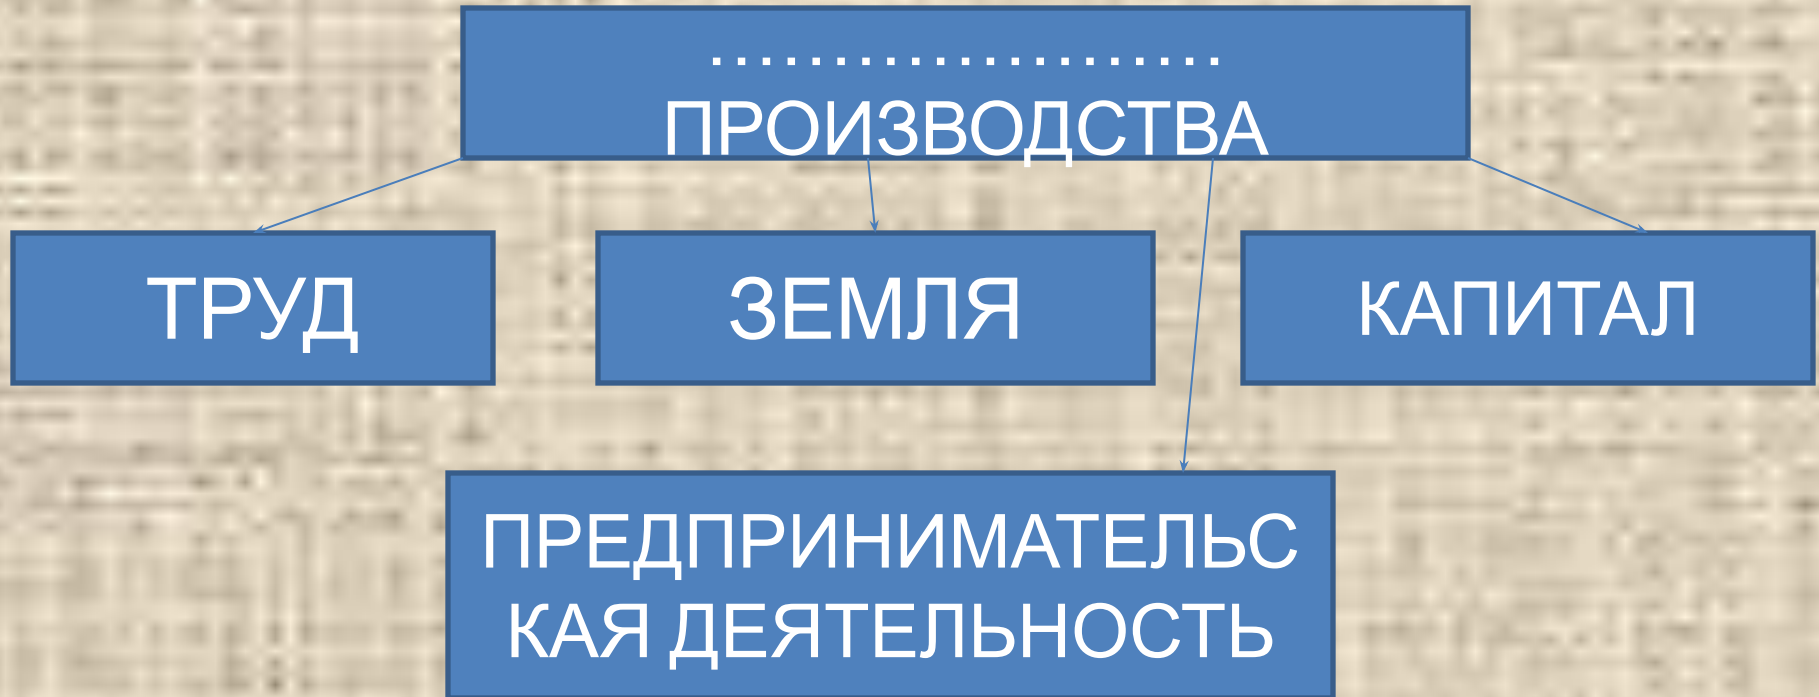 .....................
ПРОИЗВОДСТВА
ТРУД
ЗЕМЛЯ
КАПИТАЛ
ПРЕДПРИНИМАТЕЛЬС
КАЯ ДЕЯТЕЛЬНОСТЬ